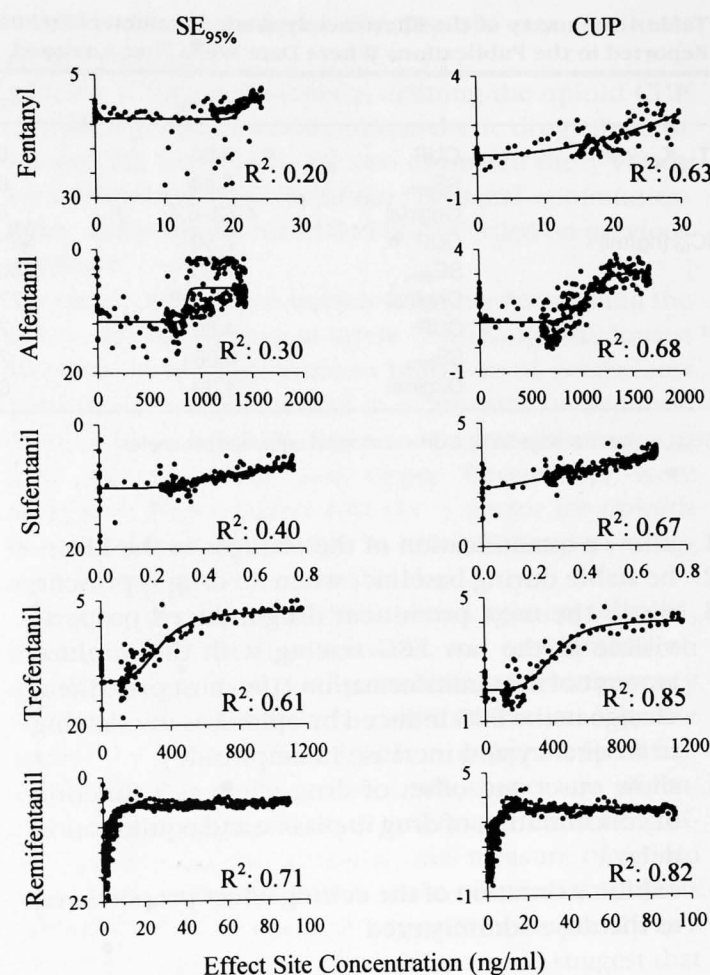 SE95% CUP
Fentanyl
5 4
R²: 0.20 R²: 0.63
30 -1
0 10 20 30 0 10 20 30
Alfentanil
0 4
R²: 0.30 R²: 0.68
20 -1
0 500 1000 1500 2000 0 500 1000 1500 2000
Sufentanil
0 5
R²: 0.40 R²: 0.67
20 0
0.0 0.2 0.4 0.6 0.8 0.0 0.2 0.4 0.6 0.8
Trefentanil
5 5
R²: 0.61 R²: 0.85
20 0
0 400 800 1200 0 400 800 1200
Remifentanil
0 5
R²: 0.71 R²: 0.82
25 -1
0 20 40 60 80 100 0 20 40 60 80 100
Effect Site Concentration (ng/ml)